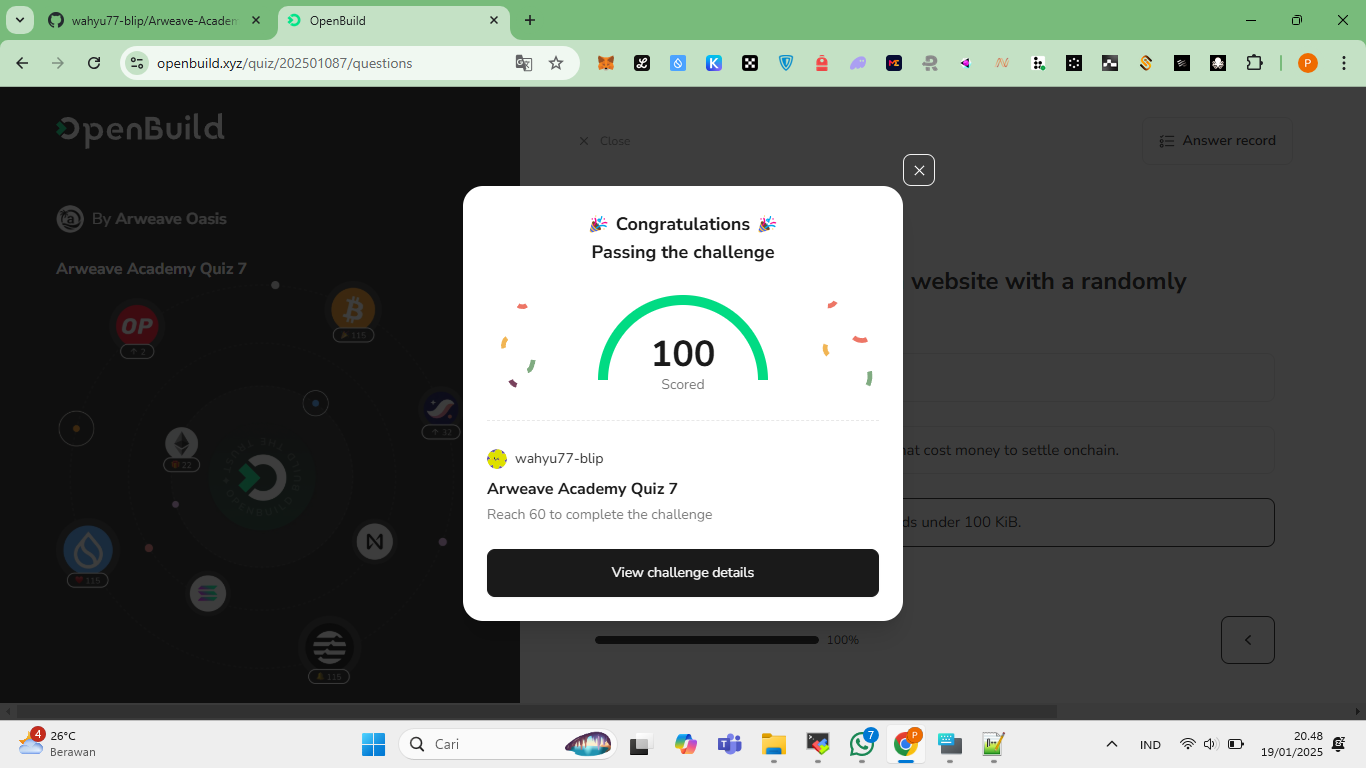 wahyu77-blip/Arweave-Academ
OpenBuild
openbuild.xyz/quiz/202501087/questions
P
OpenBuild
Close
Answer record
By Arweave Oasis
Arweave Academy Quiz 7
🎉 Congratulations 🎉
Passing the challenge
website with a randomly
OP
2
115
100
Scored
32
22
hat cost money to settle onchain.
wahyu77-blip
Arweave Academy Quiz 7
Reach 60 to complete the challenge
ds under 100 KiB.
115
View challenge details
100%
115
4
26°C
Berawan
Cari
7
P
IND
20.48
19/01/2025